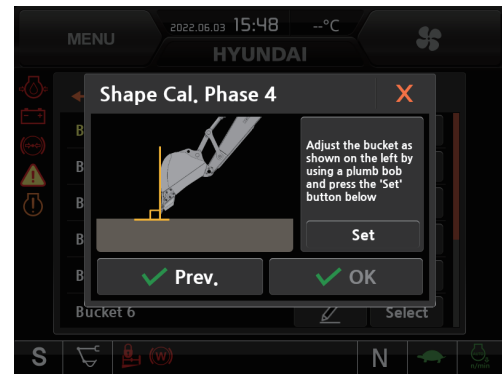 MENU
2022.06.03 15:48
--°C
HYUNDAI
Shape Cal. Phase 4
X
Adjust the bucket as
shown on the left by
using a plumb bob
and press the 'Set'
button below
Set
Prev.
OK
B
B
B
B
B
Bucket 6
Select
S
(W)
N
n/min